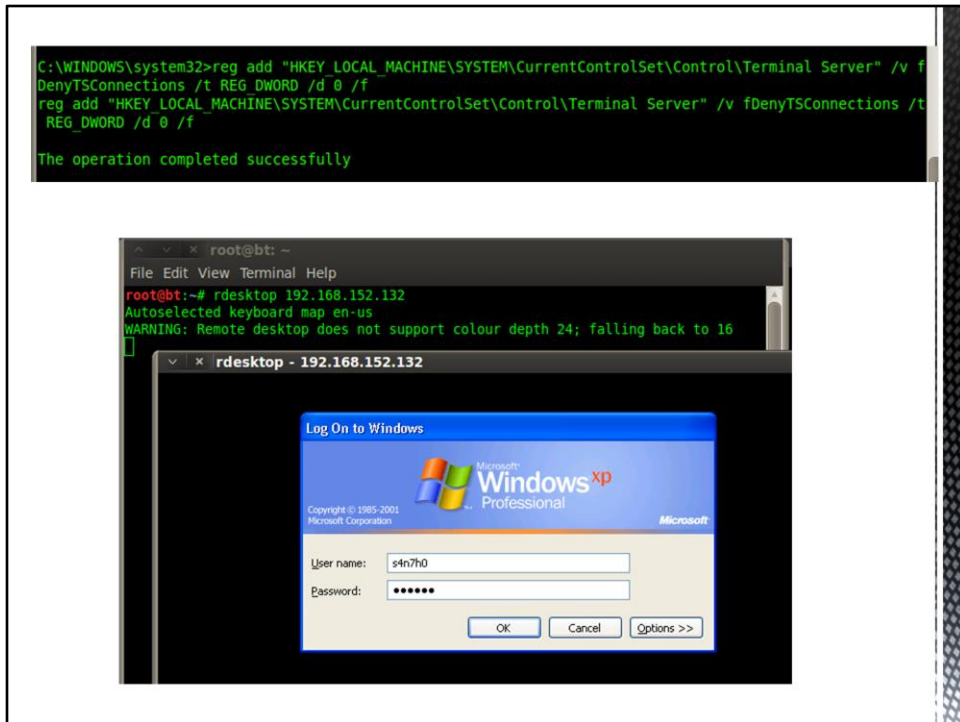 C:\WINDOWS\system32>reg add "HKEY_LOCAL_MACHINE\SYSTEM\CurrentControlSet\Control\Terminal Server" /v f
DenyTSConnections /t REG_DWORD /d 0 /f
reg add "HKEY_LOCAL_MACHINE\SYSTEM\CurrentControlSet\Control\Terminal Server" /v fDenyTSConnections /t
REG_DWORD /d 0 /f
The operation completed successfully
root@bt: ~
File Edit View Terminal Help
root@bt:~# rdesktop 192.168.152.132
Autoselected keyboard map en-us
WARNING: Remote desktop does not support colour depth 24; falling back to 16
rdesktop - 192.168.152.132
Log On to Windows
Microsoft
Windows xp
Professional
Copyright © 1985-2001
Microsoft Corporation
Microsoft
User name: s4n7h0
Password: ●●●●●●
OK Cancel Options >>